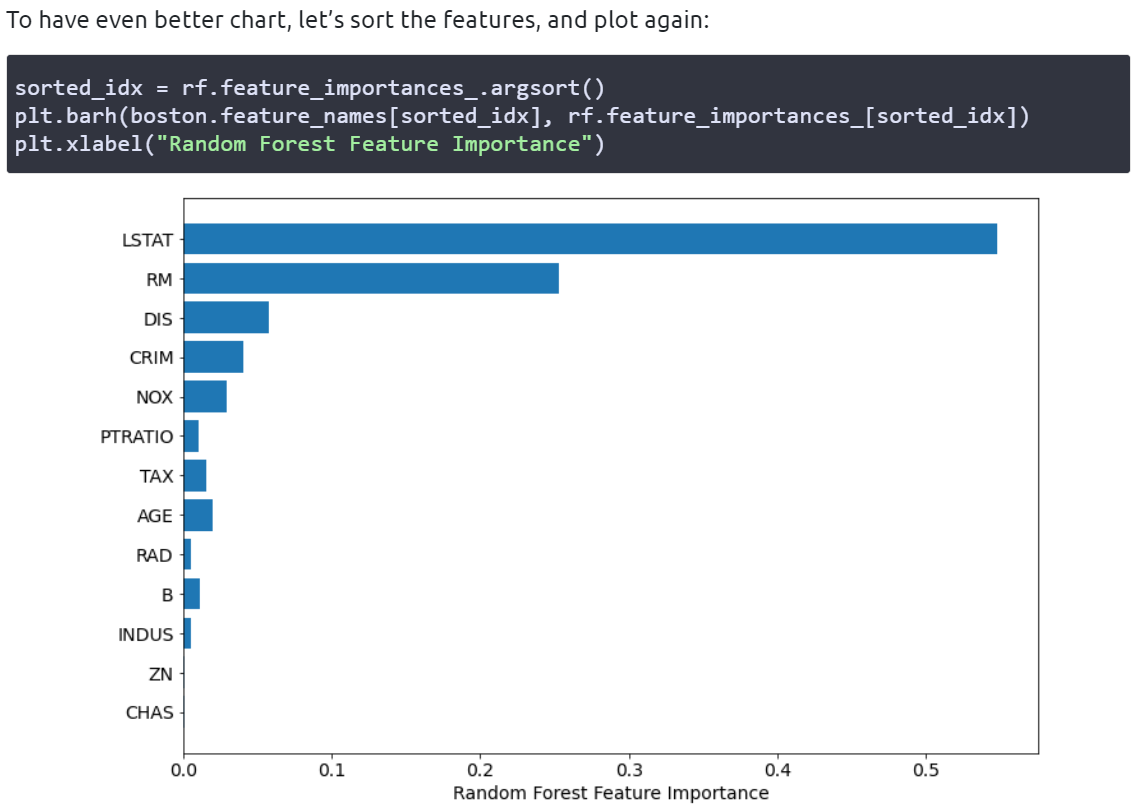 To have even better chart, let’s sort the features, and plot again:
sorted_idx = rf.feature_importances_.argsort()
plt.barh(boston.feature_names[sorted_idx], rf.feature_importances_[sorted_idx])
plt.xlabel("Random Forest Feature Importance")
LSTAT
RM
DIS
CRIM
NOX
PTRATIO
TAX
AGE
RAD
B
INDUS
ZN
CHAS
0.0 0.1 0.2 0.3 0.4 0.5
Random Forest Feature Importance